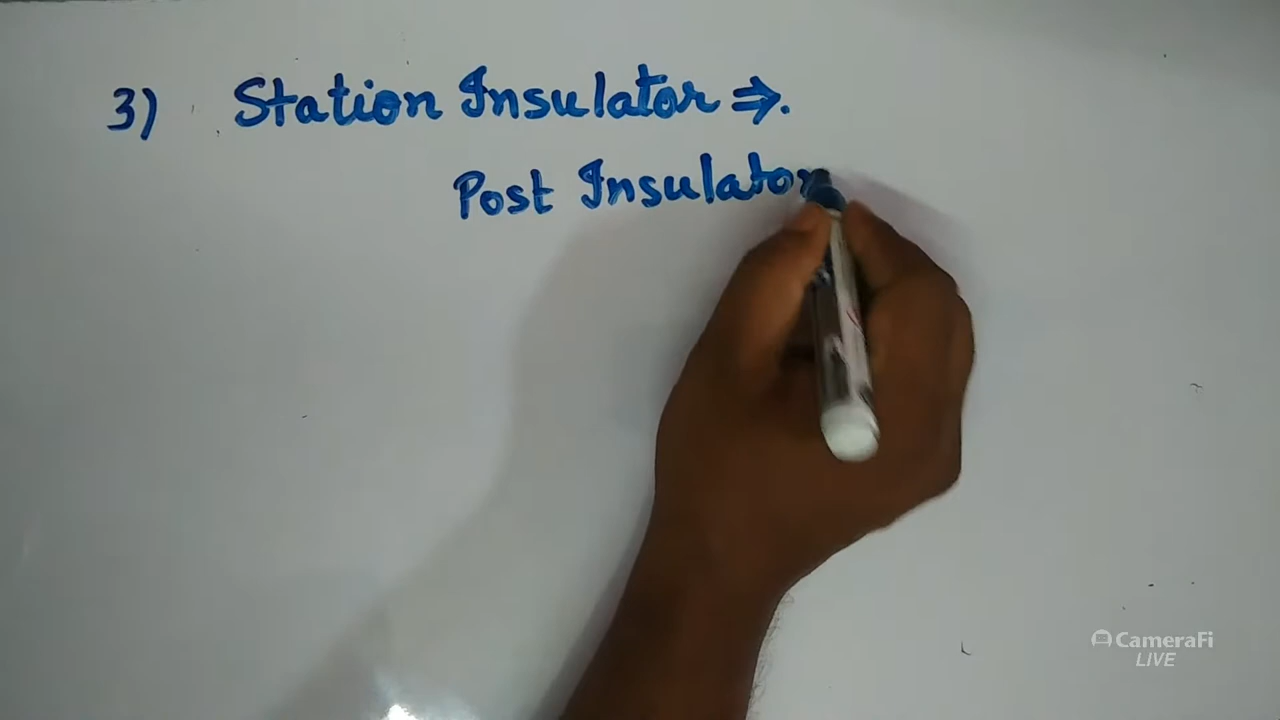 3) Station Insulator ⇒.
Post Insulator
CameraFi
LIVE